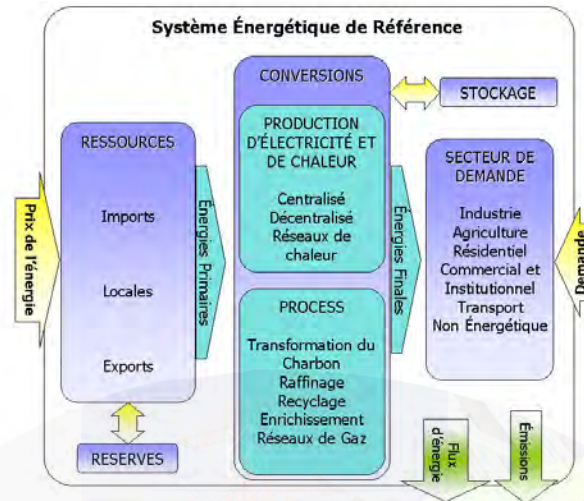 Système Énergétique de Référence
Prix de l'énergie
RESSOURCES
Imports
Locales
Exports
RESERVES
Énergies Primaires
CONVERSIONS
PRODUCTION
D'ÉLECTRICITÉ ET
DE CHALEUR
Centralisé
Décentralisé
Réseaux de
chaleur
PROCESS
Transformation du
Charbon
Raffinage
Recyclage
Enrichissement
Réseaux de Gaz
Énergies Finales
STOCKAGE
SECTEUR DE
DEMANDE
Industrie
Agriculture
Résidentiel
Commercial et
Institutionnel
Transport
Non Énergétique
Demande
Flux
d'énergie
Émissions